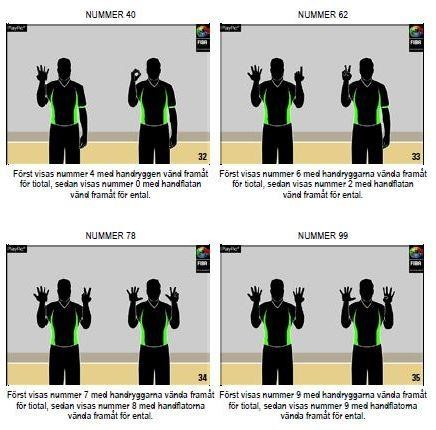 NUMMER 40
NUMMER 62
PlayPic
FIBA
32
PlayPic
FIBA
33
Först visas nummer 4 med handryggen vänd framåt
för tiotal, sedan visas nummer 0 med handflatan
vänd framåt för ental.
Först visas nummer 6 med handryggarna vända framåt
för tiotal, sedan visas nummer 2 med handflatan
vänd framåt för ental.
NUMMER 78
NUMMER 99
PlayPic
FIBA
34
PlayPic
FIBA
35
Först visas nummer 7 med handryggarna vända framåt
för tiotal, sedan visas nummer 8 med handflatorna
vända framåt för ental.
Först visas nummer 9 med handryggarna vända framåt
för tiotal, sedan visas nummer 9 med handflatorna
vända framåt för ental.